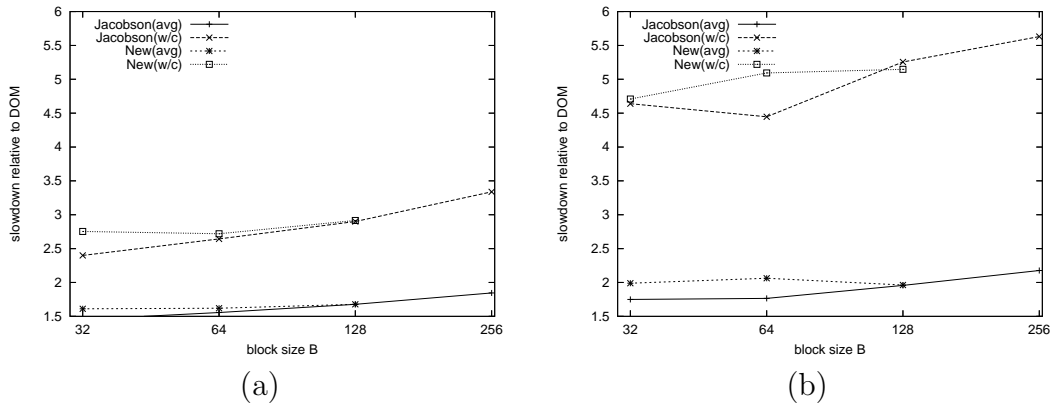 Jacobson(avg)
Jacobson(w/c)
New(avg)
New(w/c)
6
5.5
5
4.5
4
3.5
3
2.5
2
1.5
slowdown relative to DOM
32
64
128
256
block size B
(a)
Jacobson(avg)
Jacobson(w/c)
New(avg)
New(w/c)
6
5.5
5
4.5
4
3.5
3
2.5
2
1.5
slowdown relative to DOM
32
64
128
256
block size B
(b)